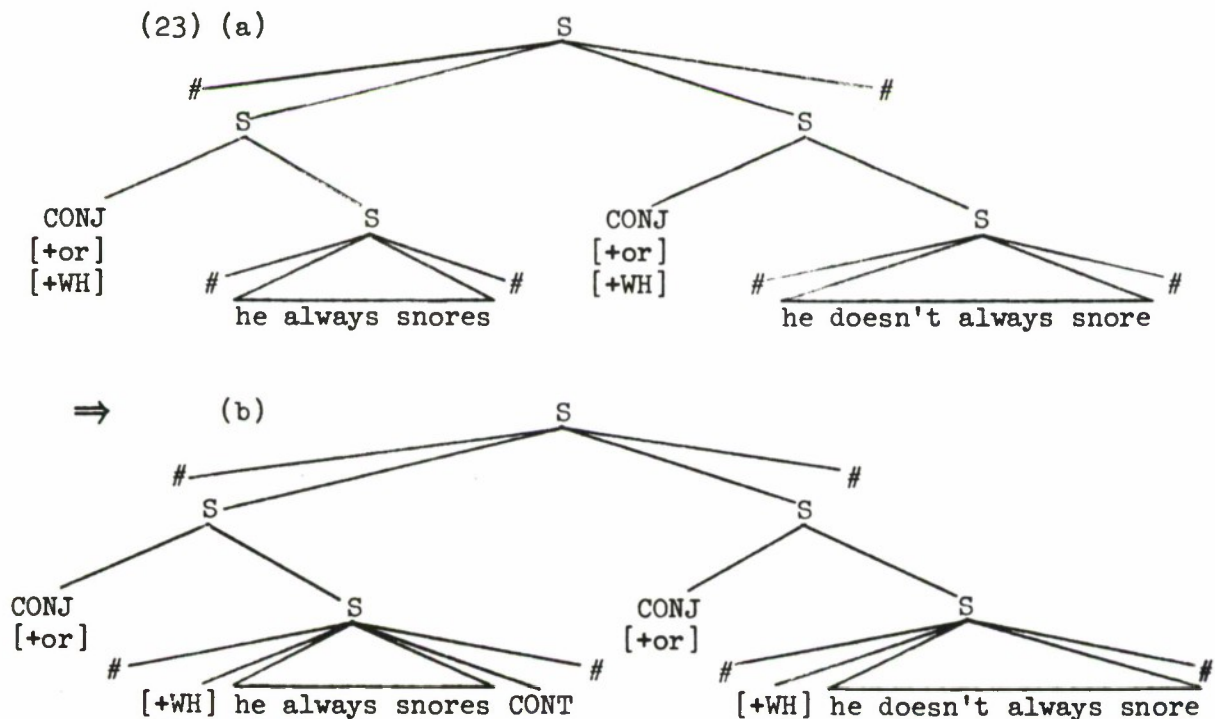 (23) (a) S
# #
S S
CONJ S CONJ S
[+or] [+or]
[+WH] # # [+WH] # #
he always snores he doesn't always snore
⇒ (b) S
# #
S S
CONJ S CONJ S
[+or] [+or]
# # # #
[+WH] he always snores CONT [+WH] he doesn't always snore